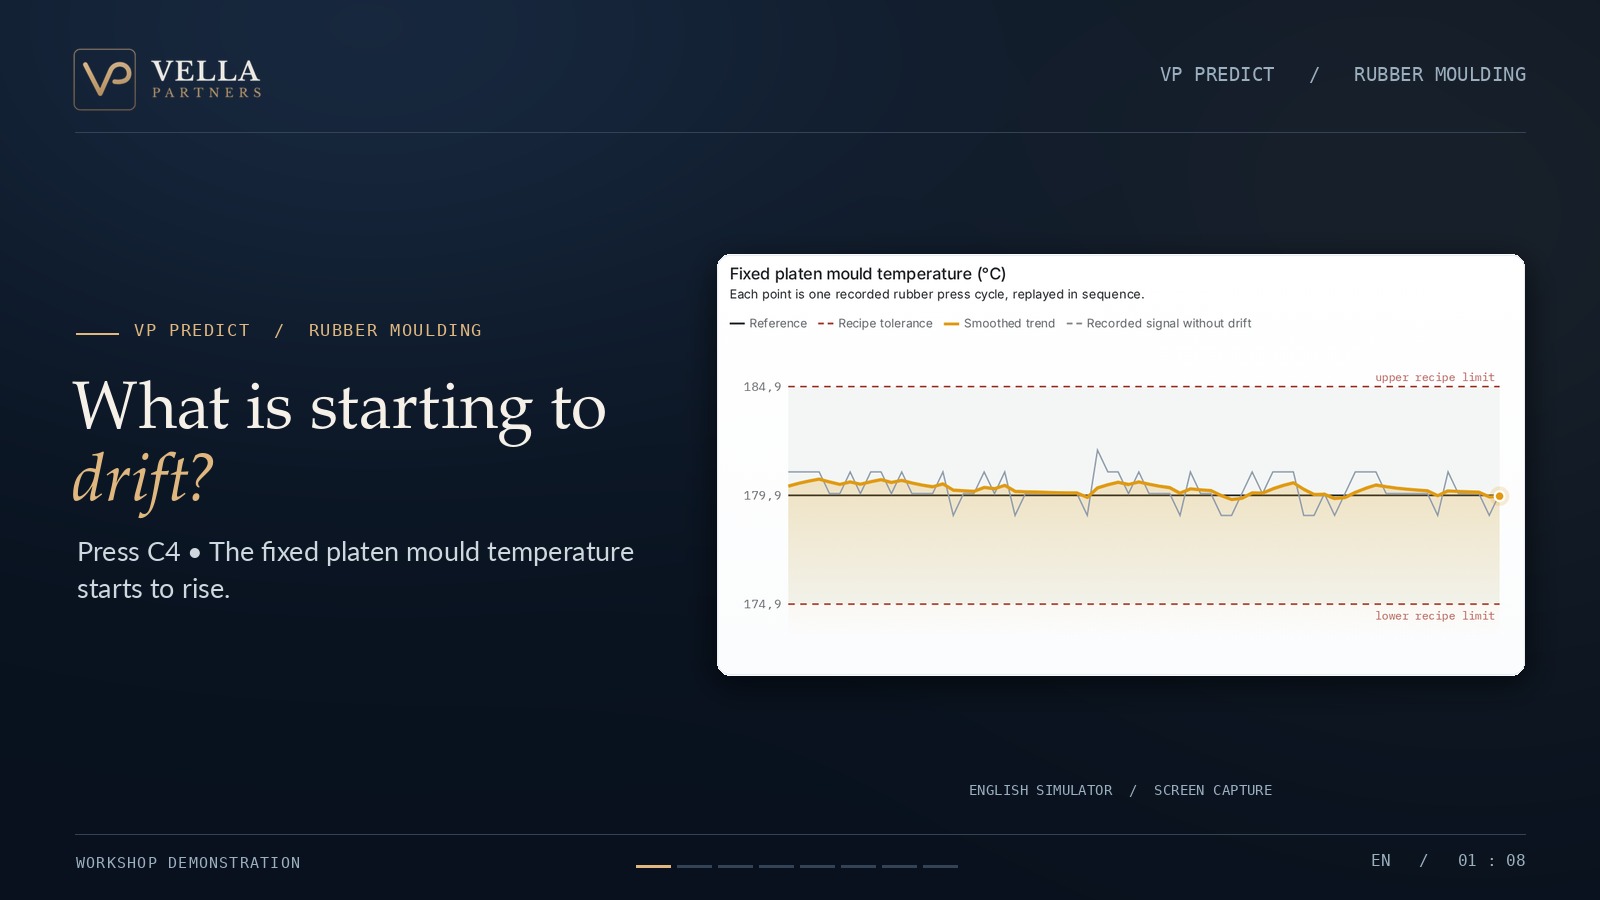 VP
VELLA
PARTNERS
VP PREDICT / RUBBER MOULDING
VP PREDICT / RUBBER MOULDING
What is starting to
drift?
Press C4 • The fixed platen mould temperature
starts to rise.
Fixed platen mould temperature (°C)
Each point is one recorded rubber press cycle, replayed in sequence.
Reference Recipe tolerance Smoothed trend Recorded signal without drift
upper recipe limit
184,9
179,9
174,9
lower recipe limit
ENGLISH SIMULATOR / SCREEN CAPTURE
WORKSHOP DEMONSTRATION
EN / 01 : 08